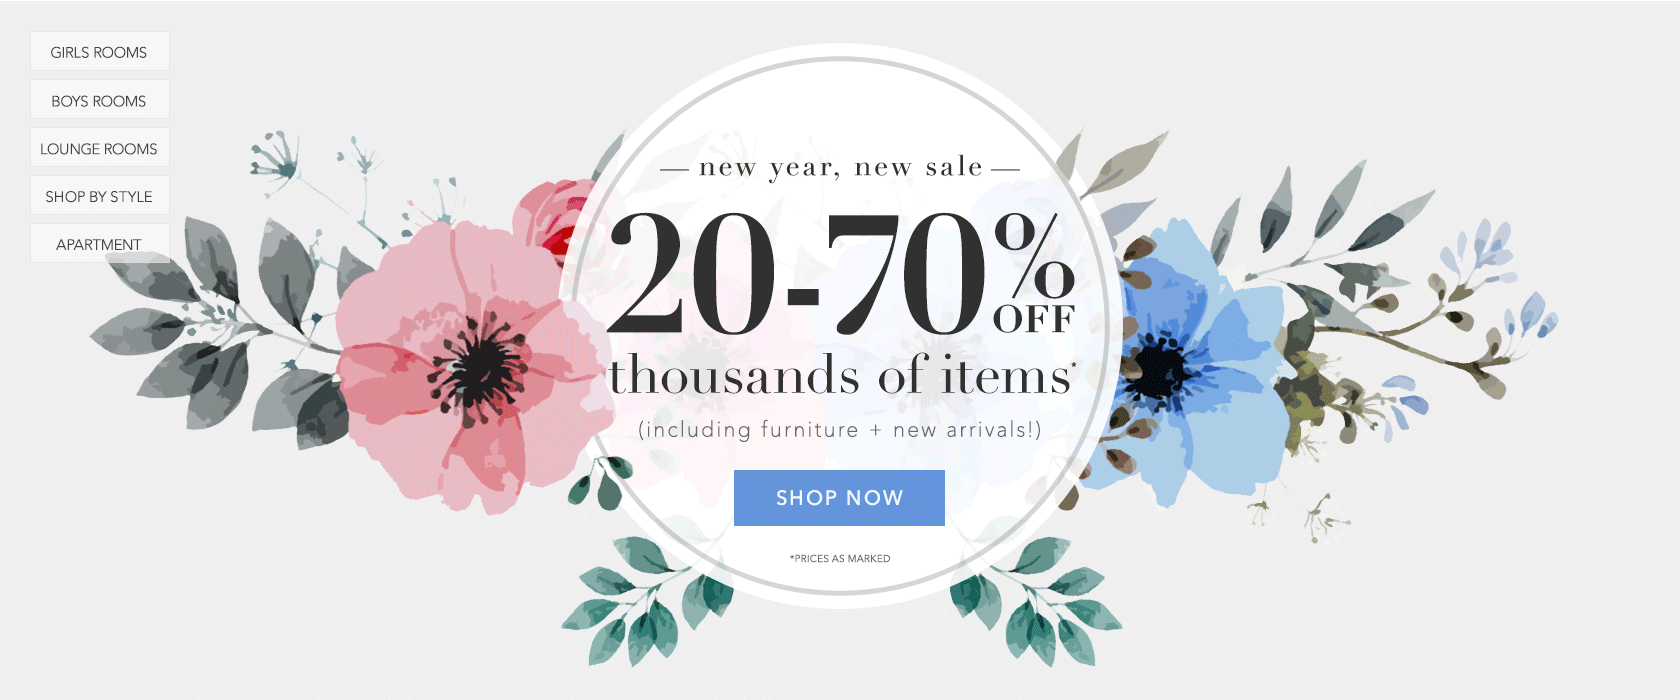 GIRLS ROOMS
BOYS ROOMS
LOUNGE ROOMS
SHOP BY STYLE
APARTMENT
— new year, new sale —
20-70% OFF
thousands of items*
(including furniture + new arrivals!)
SHOP NOW
*PRICES AS MARKED